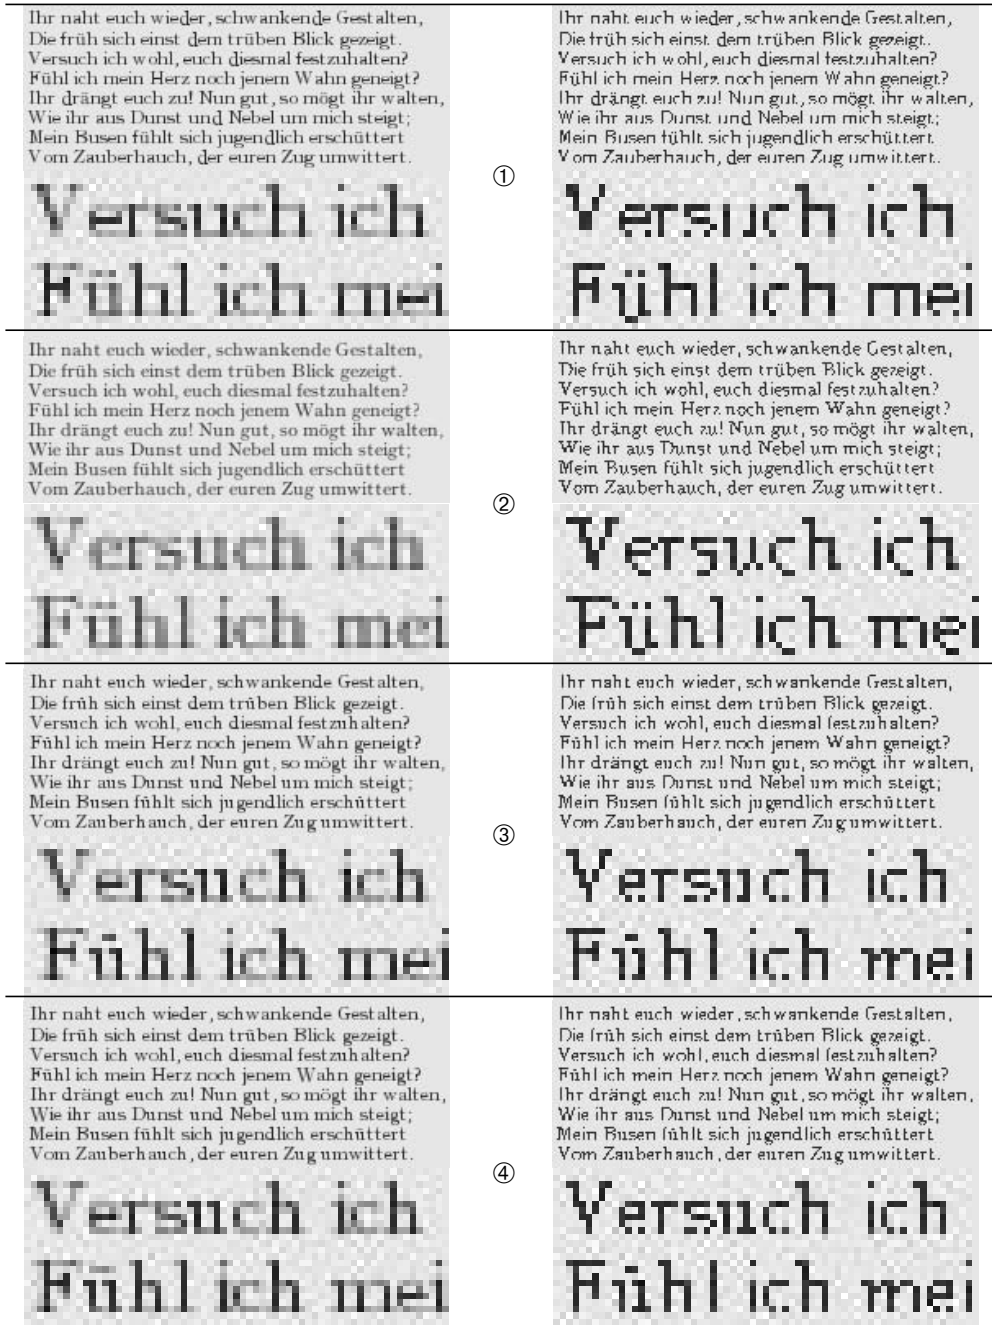 Ihr naht euch wieder, schwankende Gestalten,
Die früh sich einst dem trüben Blick gezeigt.
Versuch ich wohl, euch diesmal festzuhalten?
Fühl ich mein Herz noch jenem Wahn geneigt?
Ihr drängt euch zu! Nun gut, so mögt ihr walten,
Wie ihr aus Dunst und Nebel um mich steigt;
Mein Busen fühlt sich jugendlich erschüttert
Vom Zauberhauch, der euren Zug umwittert.
Versuch ich
Fühl ich mei
①
Ihr naht euch wieder, schwankende Gestalten,
Die früh sich einst dem trüben Blick gezeigt.
Versuch ich wohl, euch diesmal festzuhalten?
Fühl ich mein Herz noch jenem Wahn geneigt?
Ihr drängt euch zu! Nun gut, so mögt ihr walten,
Wie ihr aus Dunst und Nebel um mich steigt;
Mein Busen fühlt sich jugendlich erschüttert
Vom Zauberhauch, der euren Zug umwittert.
Versuch ich
Fühl ich mei
Ihr naht euch wieder, schwankende Gestalten,
Die früh sich einst dem trüben Blick gezeigt.
Versuch ich wohl, euch diesmal festzuhalten?
Fühl ich mein Herz noch jenem Wahn geneigt?
Ihr drängt euch zu! Nun gut, so mögt ihr walten,
Wie ihr aus Dunst und Nebel um mich steigt;
Mein Busen fühlt sich jugendlich erschüttert
Vom Zauberhauch, der euren Zug umwittert.
Versuch ich
Fühl ich mei
②
Ihr naht euch wieder, schwankende Gestalten,
Die früh sich einst dem trüben Blick gezeigt.
Versuch ich wohl, euch diesmal festzuhalten?
Fühl ich mein Herz noch jenem Wahn geneigt?
Ihr drängt euch zu! Nun gut, so mögt ihr walten,
Wie ihr aus Dunst und Nebel um mich steigt;
Mein Busen fühlt sich jugendlich erschüttert
Vom Zauberhauch, der euren Zug umwittert.
Versuch ich
Fühl ich mei
Ihr naht euch wieder, schwankende Gestalten,
Die früh sich einst dem trüben Blick gezeigt.
Versuch ich wohl, euch diesmal festzuhalten?
Fühl ich mein Herz noch jenem Wahn geneigt?
Ihr drängt euch zu! Nun gut, so mögt ihr walten,
Wie ihr aus Dunst und Nebel um mich steigt;
Mein Busen fühlt sich jugendlich erschüttert
Vom Zauberhauch, der euren Zug umwittert.
Versuch ich
Fühl ich mei
③
Ihr naht euch wieder, schwankende Gestalten,
Die früh sich einst dem trüben Blick gezeigt.
Versuch ich wohl, euch diesmal festzuhalten?
Fühl ich mein Herz noch jenem Wahn geneigt?
Ihr drängt euch zu! Nun gut, so mögt ihr walten,
Wie ihr aus Dunst und Nebel um mich steigt;
Mein Busen fühlt sich jugendlich erschüttert
Vom Zauberhauch, der euren Zug umwittert.
Versuch ich
Fühl ich mei
Ihr naht euch wieder, schwankende Gestalten,
Die früh sich einst dem trüben Blick gezeigt.
Versuch ich wohl, euch diesmal festzuhalten?
Fühl ich mein Herz noch jenem Wahn geneigt?
Ihr drängt euch zu! Nun gut, so mögt ihr walten,
Wie ihr aus Dunst und Nebel um mich steigt;
Mein Busen fühlt sich jugendlich erschüttert
Vom Zauberhauch, der euren Zug umwittert.
Versuch ich
Fühl ich mei
④
Ihr naht euch wieder, schwankende Gestalten,
Die früh sich einst dem trüben Blick gezeigt.
Versuch ich wohl, euch diesmal festzuhalten?
Fühl ich mein Herz noch jenem Wahn geneigt?
Ihr drängt euch zu! Nun gut, so mögt ihr walten,
Wie ihr aus Dunst und Nebel um mich steigt;
Mein Busen fühlt sich jugendlich erschüttert
Vom Zauberhauch, der euren Zug umwittert.
Versuch ich
Fühl ich mei